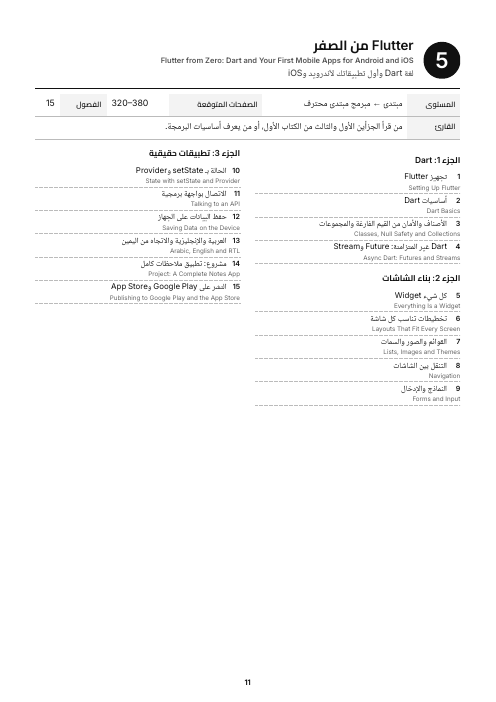 5
Flutter من الصفر
Flutter from Zero: Dart and Your First Mobile Apps for Android and iOS
لغة Dart وأول تطبيقاتك لأندرويد وiOS
المستوى مبتدئ ← مبرمج مبتدئ محترف الصفحات المتوقعة 320–380 الفصول 15
القارئ من قرأ الجزأين الأول والثالث من الكتاب الأول، أو من يعرف أساسيات البرمجة.
الجزء 1: Dart
1 تجهيز Flutter
Setting Up Flutter
2 أساسيات Dart
Dart Basics
3 الأصناف والأمان من القيم الفارغة والمجموعات
Classes, Null Safety and Collections
4 Dart غير المتزامنة: Future وStream
Async Dart: Futures and Streams
الجزء 2: بناء الشاشات
5 كل شيء Widget
Everything Is a Widget
6 تخطيطات تناسب كل شاشة
Layouts That Fit Every Screen
7 القوائم والصور والسمات
Lists, Images and Themes
8 التنقل بين الشاشات
Navigation
9 النماذج والإدخال
Forms and Input
الجزء 3: تطبيقات حقيقية
10 الحالة بـ setState وProvider
State with setState and Provider
11 الاتصال بواجهة برمجية
Talking to an API
12 حفظ البيانات على الجهاز
Saving Data on the Device
13 العربية والإنجليزية والاتجاه من اليمين
Arabic, English and RTL
14 مشروع: تطبيق ملاحظات كامل
Project: A Complete Notes App
15 النشر على Google Play وApp Store
Publishing to Google Play and the App Store
11